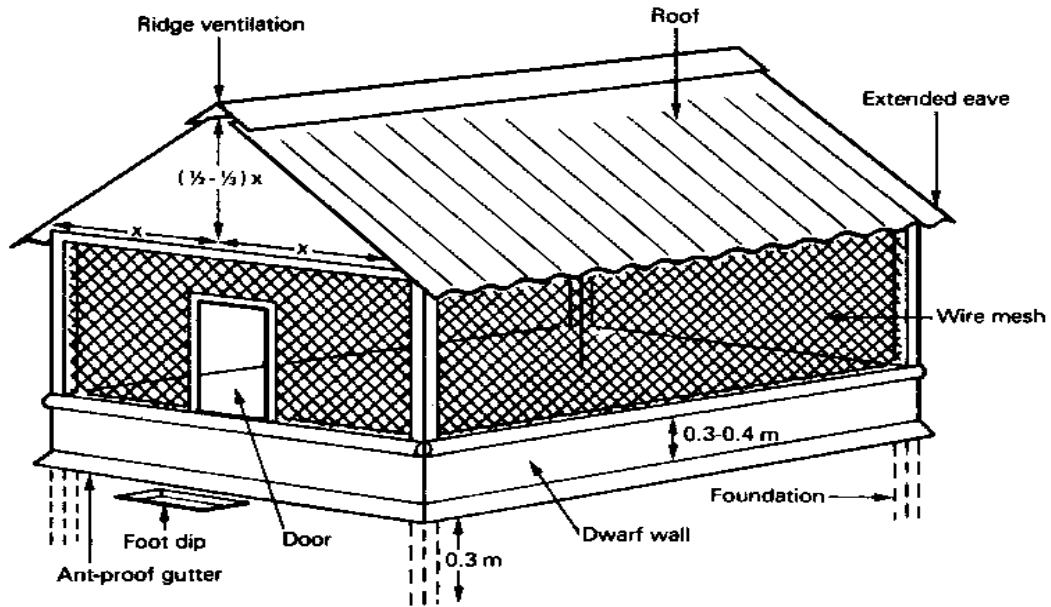 Ridge ventilation
Roof
Extended eave
(½-⅓)x
x
x
Wire mesh
0.3-0.4 m
Foundation
Dwarf wall
Door
Foot dip
0.3 m
Ant-proof gutter